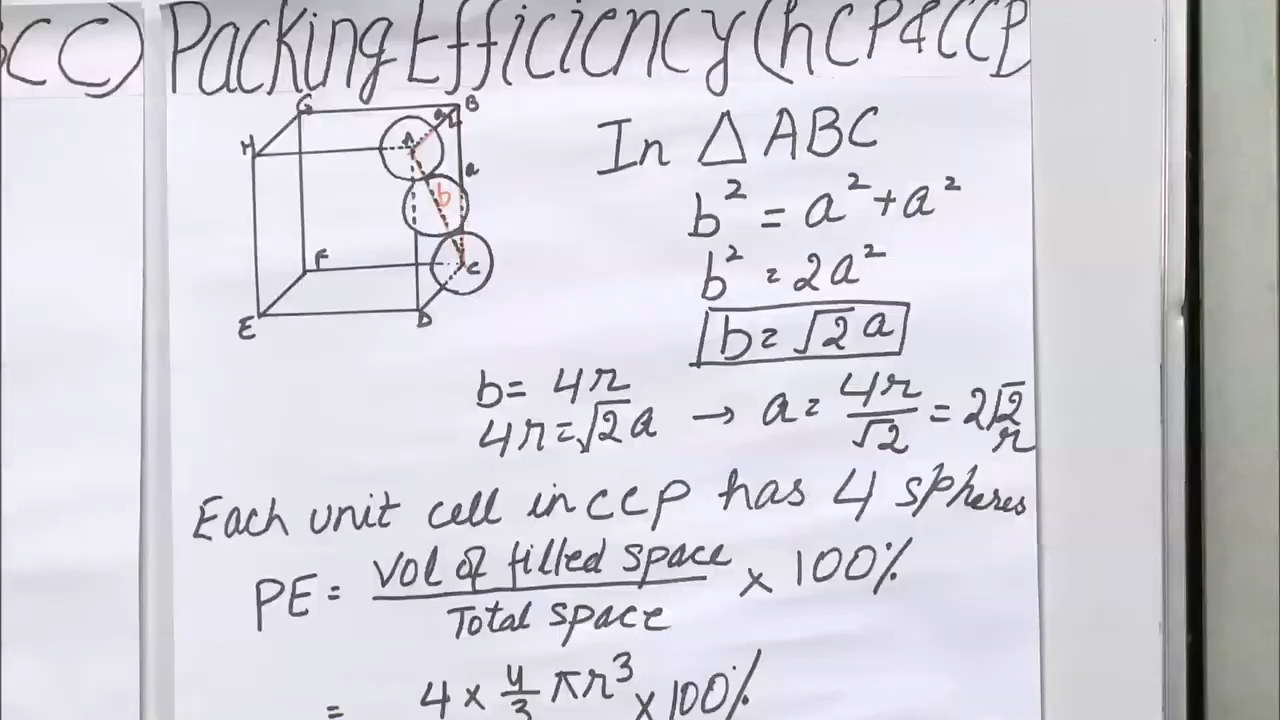 CC)
Packing Efficiency (hCP & CCP
G
B
H
A
a
a
b
F
C
E
D
In △ABC
b² = a² + a²
b² = 2a²
b = √2 a
b = 4r
4r = √2 a → a = 4r/√2 = 2√2 r
Each unit cell in CCP has 4 spheres
PE = Vol of filled space / Total space × 100%
= 4 × 4/3 πr³ × 100%